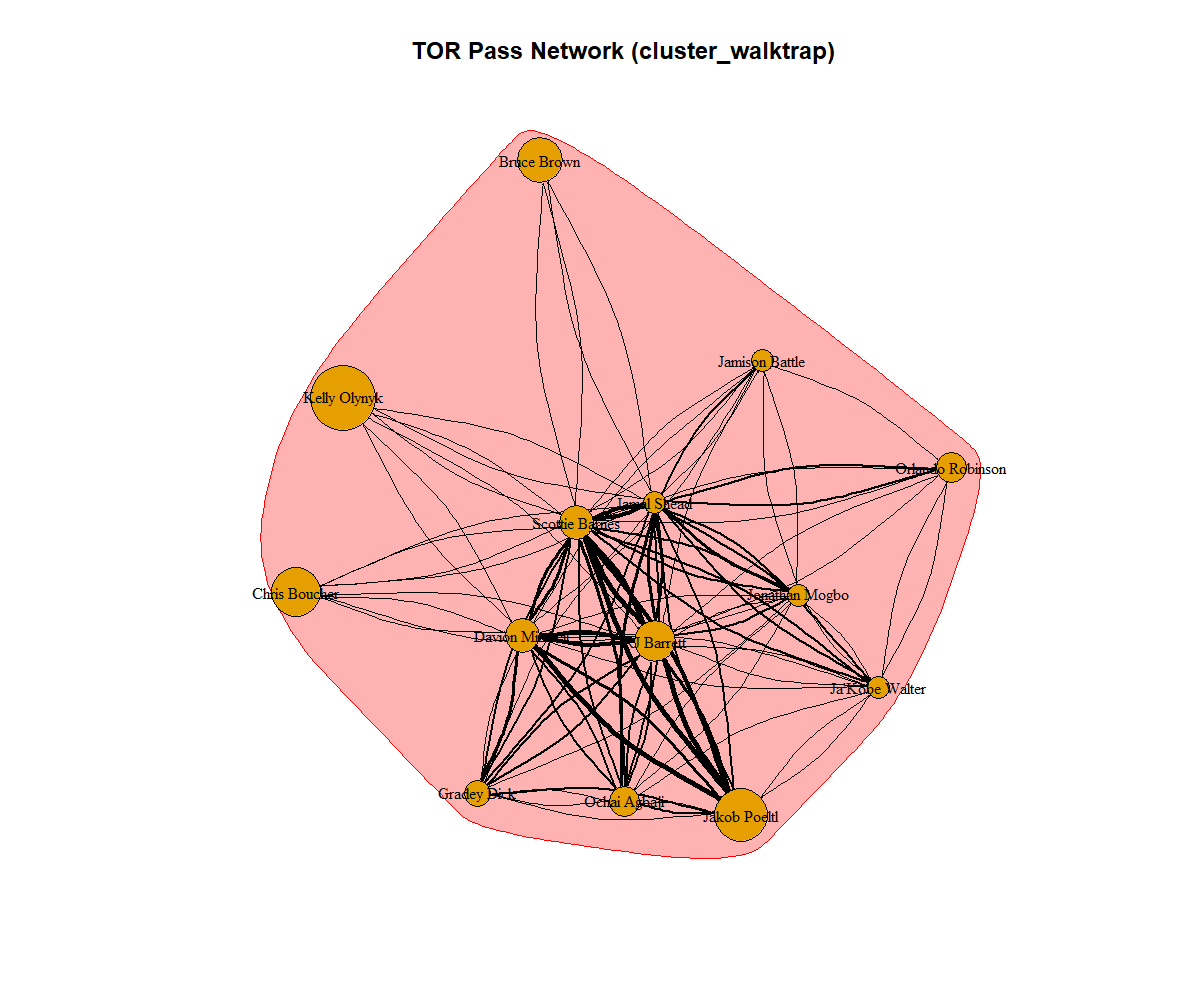 TOR Pass Network (cluster_walktrap)
Bruce Brown
Jamison Battle
Kelly Olynyk
Orlando Robinson
Jamal Shead
Scottie Barnes
Chris Boucher
Jonathan Mogbo
Davion Mitchell
RJ Barrett
Ja'Kobe Walter
Gradey Dick
Ochai Agbaji
Jakob Poeltl